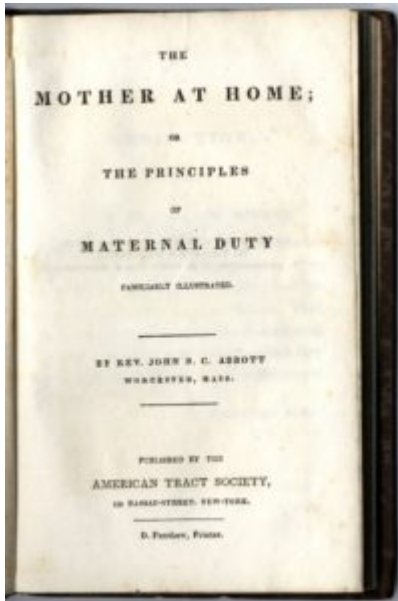 THE
MOTHER AT HOME;
OR
THE PRINCIPLES
OF
MATERNAL DUTY
FAMILIARLY ILLUSTRATED.
BY REV. JOHN S. C. ABBOTT
WORCESTER, MASS.
PUBLISHED BY THE
AMERICAN TRACT SOCIETY,
150 NASSAU-STREET, NEW-YORK.
D. Fanshaw, Printer.